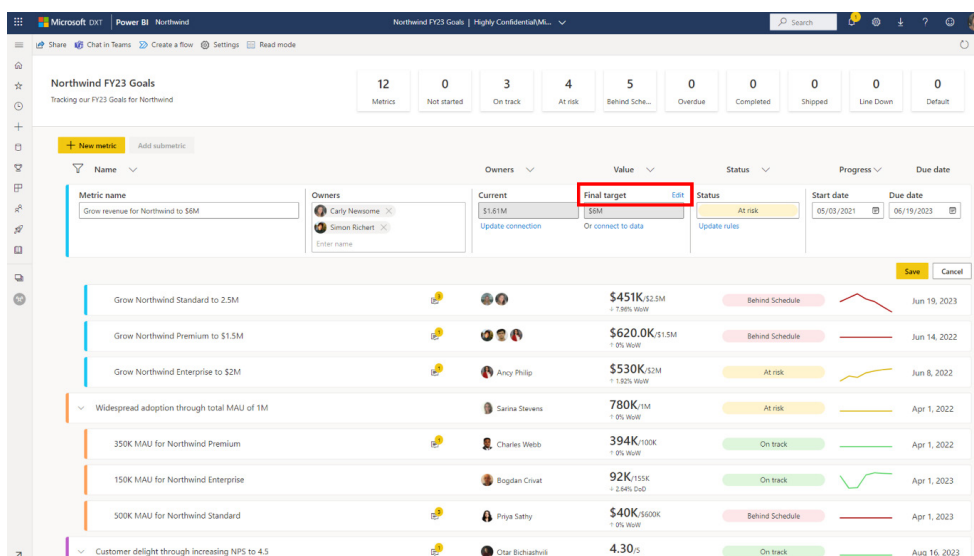 Microsoft DXT Power BI Northwind
Northwind FY23 Goals | Highly Confidential\Mi...
Search
1
?
Share Chat in Teams Create a flow Settings Read mode
Northwind FY23 Goals
Tracking our FY23 Goals for Northwind
12 0 3 4 5 0 0 0 0 0
Metrics Not started On track At risk Behind Sche... Overdue Completed Shipped Line Down Default
+ New metric Add submetric
Name Owners Value Status Progress Due date
Metric name Owners Current Final target Edit Status Start date Due date
Grow revenue for Northwind to $6M Carly Newsome $1.61M $6M At risk 05/03/2021 06/19/2023
Simon Richert Update connection Or connect to data Update rules
Enter name
Save Cancel
Grow Northwind Standard to 2.5M 3 $451K/$2.5M Behind Schedule Jun 19, 2023
↓ 7.96% WoW
Grow Northwind Premium to $1.5M 1 $620.0K/$1.5M Behind Schedule Jun 14, 2022
↑ 0% WoW
Grow Northwind Enterprise to $2M 1 Ancy Philip $530K/$2M At risk Jun 8, 2022
↑ 1.92% WoW
Widespread adoption through total MAU of 1M Sarina Stevens 780K/1M At risk Apr 1, 2022
↑ 0% WoW
350K MAU for Northwind Premium 1 Charles Webb 394K/100K On track Apr 1, 2022
↑ 0% WoW
150K MAU for Northwind Enterprise Bogdan Crivat 92K/155K On track Apr 1, 2023
↓ 2.64% DoD
500K MAU for Northwind Standard Priya Sathy $40K/$600K Behind Schedule Apr 1, 2023
↑ 0% WoW
Customer delight through increasing NPS to 4.5 Otar Bichiashvili 4.30/5 On track Aug 16, 2023